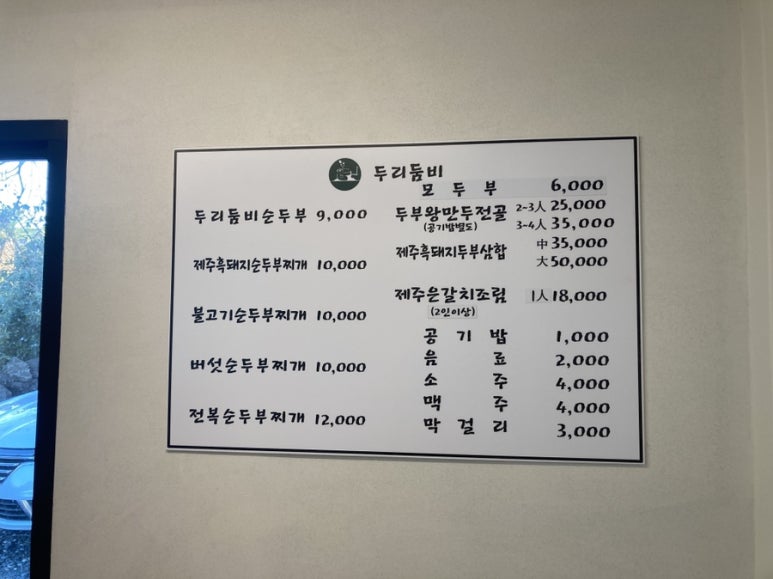 두리둠비
두리둠비순두부 9,000
제주흑돼지순두부찌개 10,000
불고기순두부찌개 10,000
버섯순두부찌개 10,000
전복순두부찌개 12,000
모두부 6,000
두부왕만두전골 2-3人 25,000
(공기밥별도) 3-4人 35,000
제주흑돼지두부삼합 中 35,000
大 50,000
제주은갈치조림 1人 18,000
(2인이상)
공기밥 1,000
음료 2,000
소주 4,000
맥주 4,000
막걸리 3,000